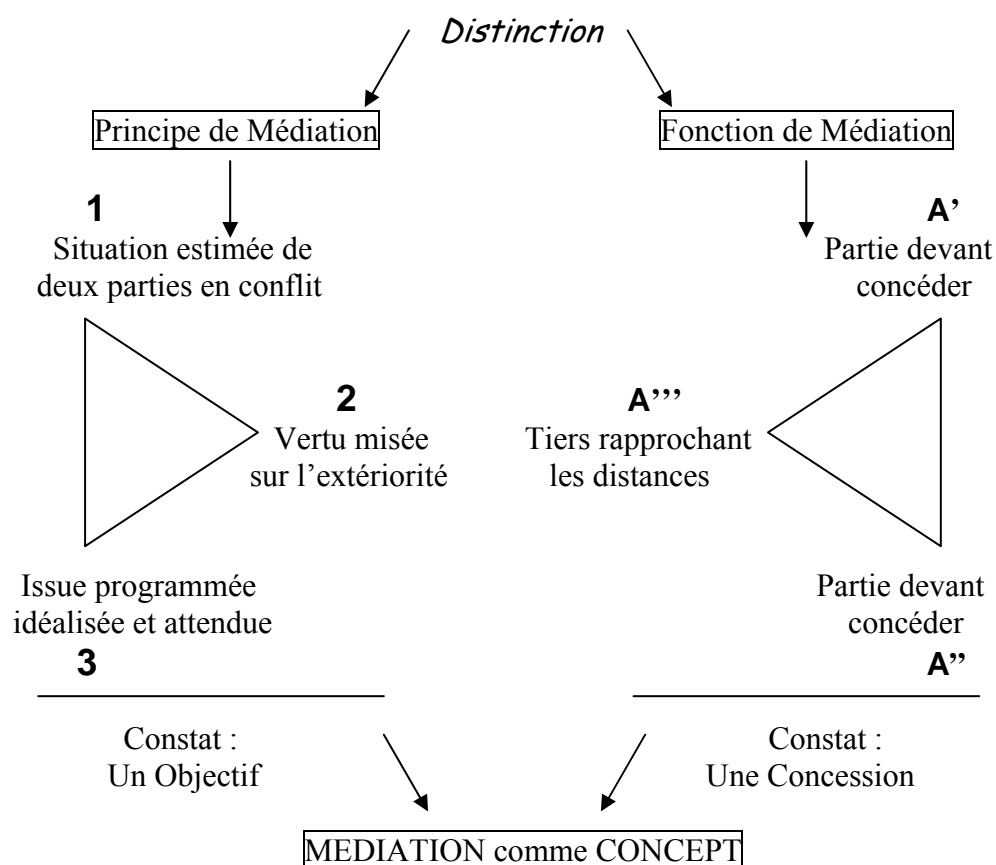 Distinction
Principe de Médiation
Fonction de Médiation
1
Situation estimée de
deux parties en conflit
A’
Partie devant
concéder
2
Vertu misée
sur l’extériorité
A’’’
Tiers rapprochant
les distances
Issue programmée
idéalisée et attendue
3
Partie devant
concéder
A’’
Constat :
Un Objectif
Constat :
Une Concession
MEDIATION comme CONCEPT